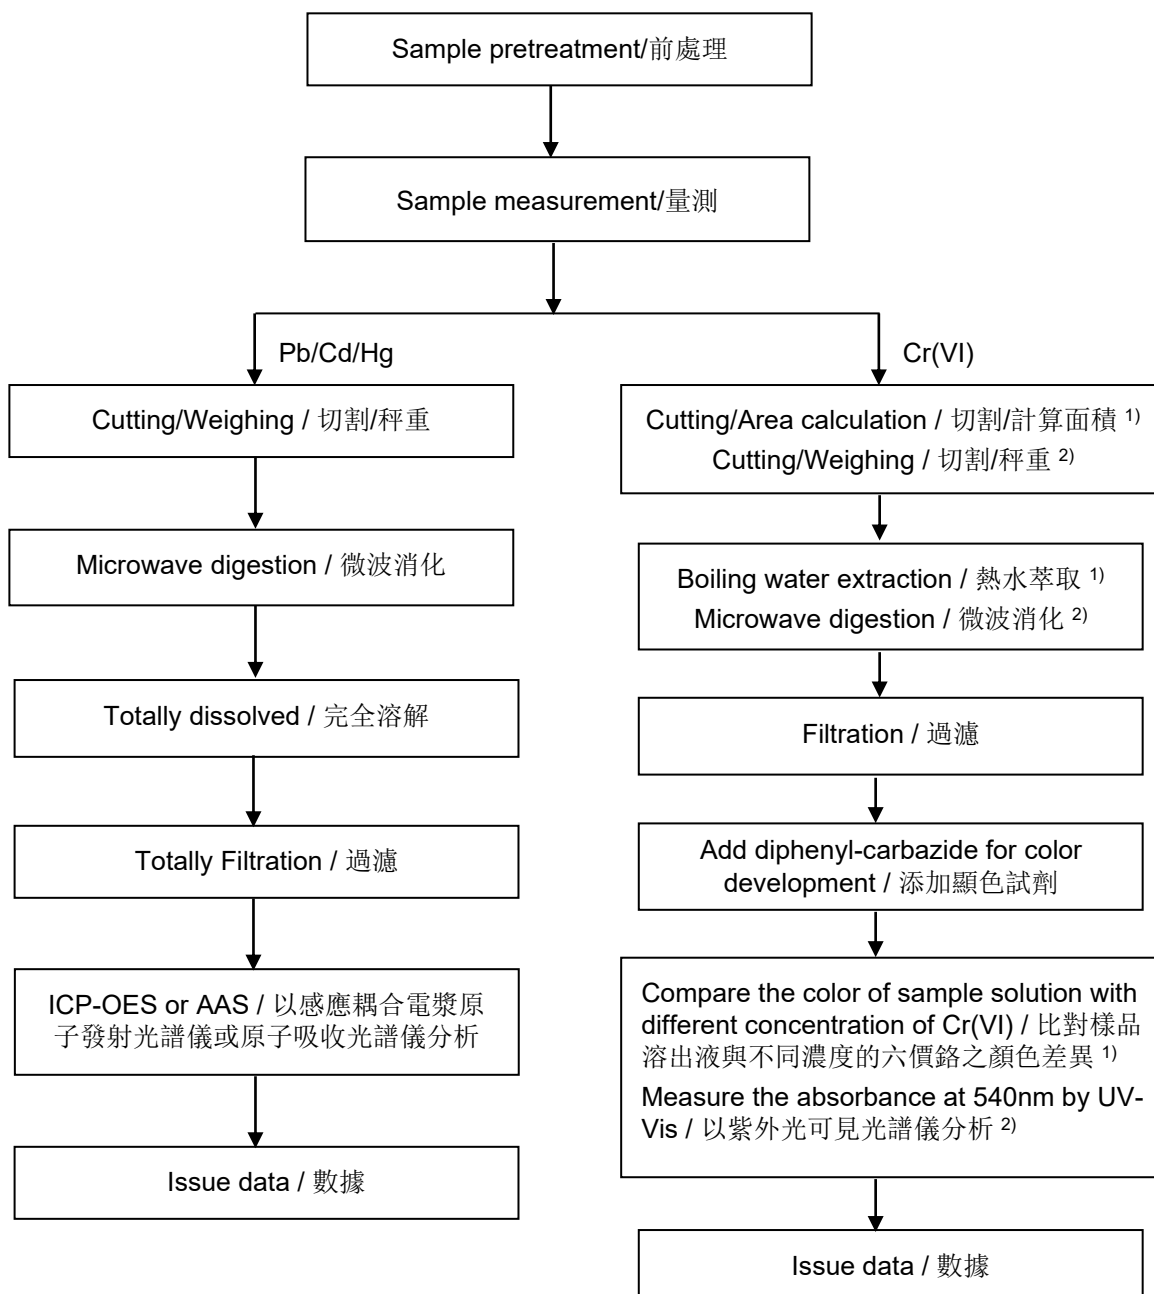 Sample pretreatment/前處理
Sample measurement/量測
Pb/Cd/Hg
Cutting/Weighing / 切割/秤重
Microwave digestion / 微波消化
Totally dissolved / 完全溶解
Totally Filtration / 過濾
ICP-OES or AAS / 以感應耦合電漿原
子發射光譜儀或原子吸收光譜儀分析
Issue data / 數據
Cr(VI)
Cutting/Area calculation / 切割/計算面積 1)
Cutting/Weighing / 切割/秤重 2)
Boiling water extraction / 熱水萃取 1)
Microwave digestion / 微波消化 2)
Filtration / 過濾
Add diphenyl-carbazide for color
development / 添加顯色試劑
Compare the color of sample solution with
different concentration of Cr(VI) / 比對樣品
溶出液與不同濃度的六價鉻之顏色差異 1)
Measure the absorbance at 540nm by UV-
Vis / 以紫外光可見光譜儀分析 2)
Issue data / 數據